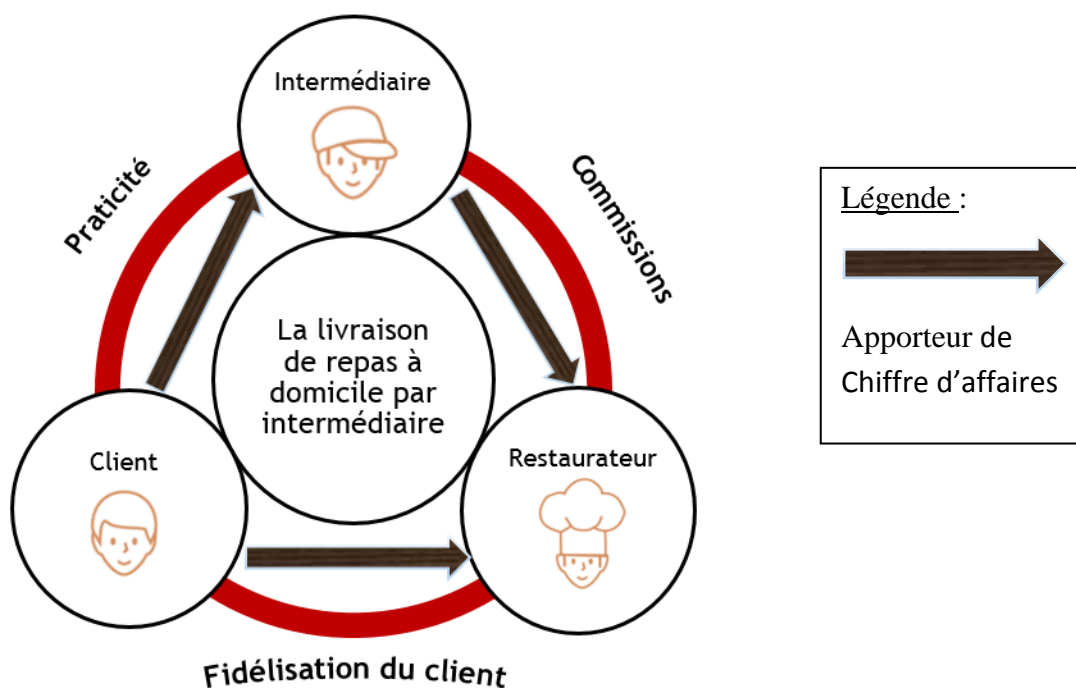 Intermédiaire
Praticité
Commissions
La livraison
de repas à
domicile par
intermédiaire
Client
Restaurateur
Fidélisation du client
Légende :
Apporteur de
Chiffre d’affaires